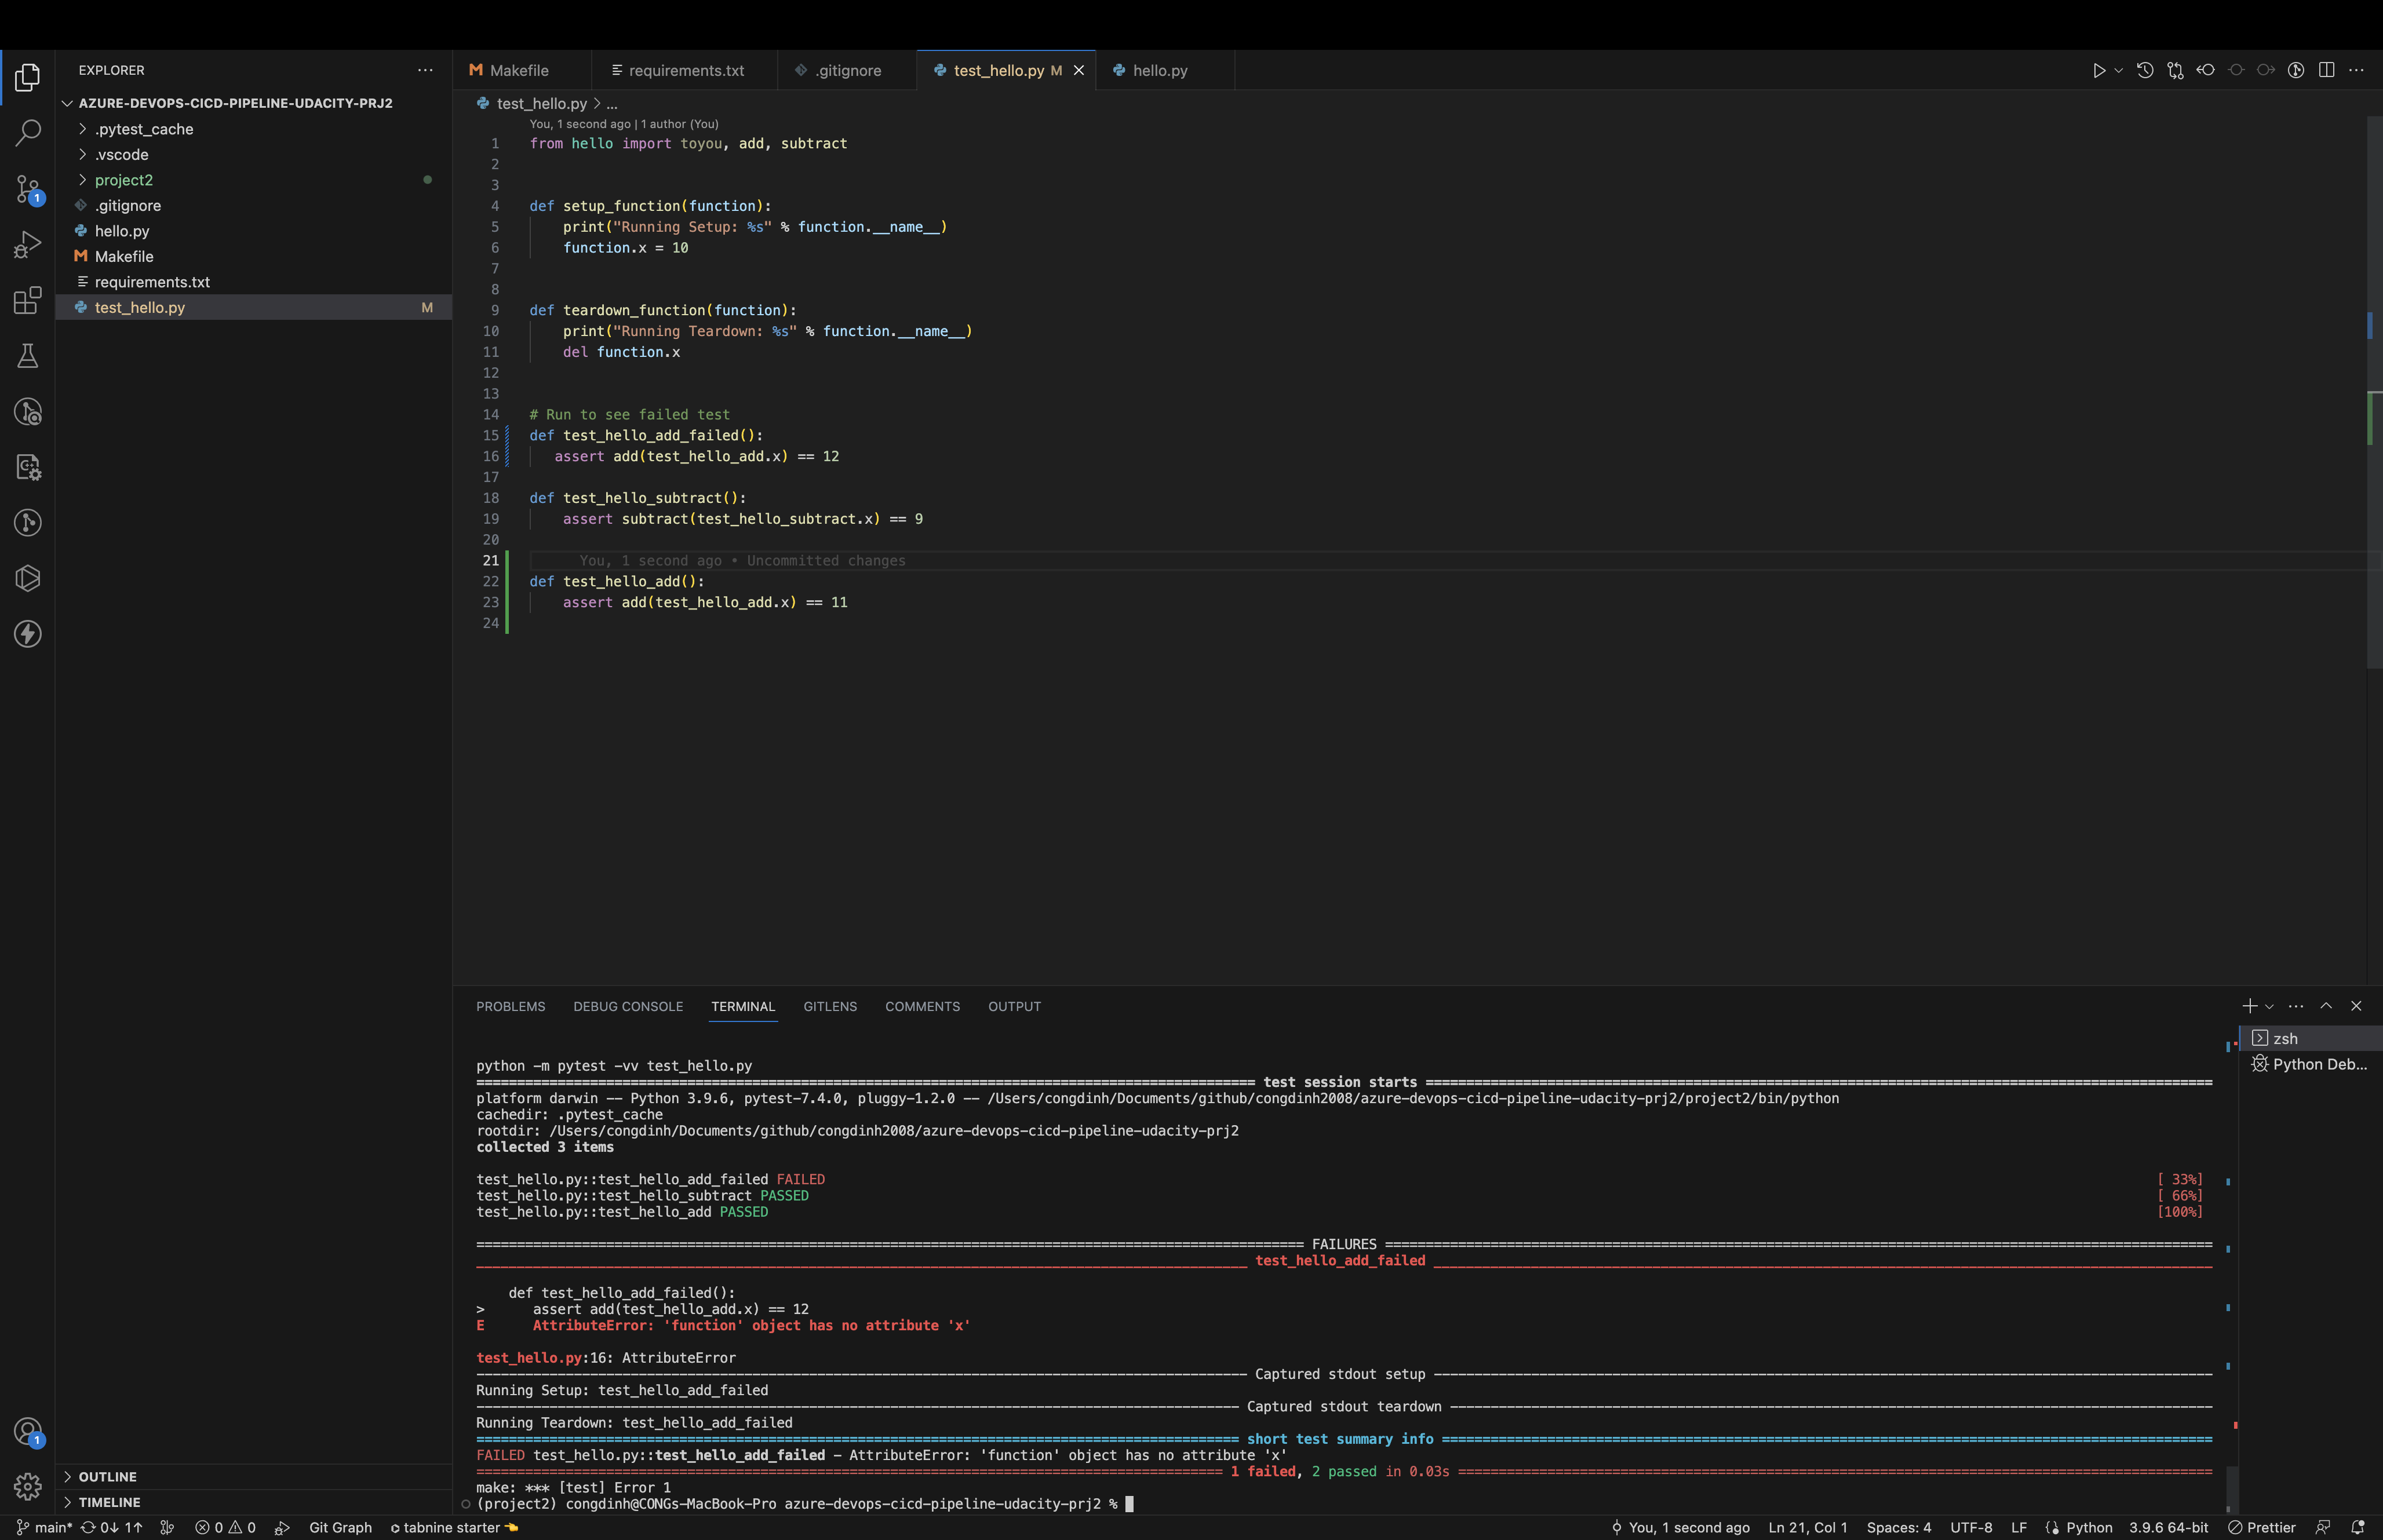 EXPLORER
AZURE-DEVOPS-CICD-PIPELINE-UDACITY-PRJ2
.pytest_cache
.vscode
project2
.gitignore
hello.py
Makefile
requirements.txt
test_hello.py M
OUTLINE
TIMELINE
Makefile requirements.txt .gitignore test_hello.py M hello.py
test_hello.py > ...
You, 1 second ago | 1 author (You)
1 from hello import toyou, add, subtract
2
3
4 def setup_function(function):
5 print("Running Setup: %s" % function.__name__)
6 function.x = 10
7
8
9 def teardown_function(function):
10 print("Running Teardown: %s" % function.__name__)
11 del function.x
12
13
14 # Run to see failed test
15 def test_hello_add_failed():
16 assert add(test_hello_add.x) == 12
17
18 def test_hello_subtract():
19 assert subtract(test_hello_subtract.x) == 9
20
21 You, 1 second ago • Uncommitted changes
22 def test_hello_add():
23 assert add(test_hello_add.x) == 11
24
PROBLEMS DEBUG CONSOLE TERMINAL GITLENS COMMENTS OUTPUT
zsh
Python Deb...
python -m pytest -vv test_hello.py
test session starts
platform darwin -- Python 3.9.6, pytest-7.4.0, pluggy-1.2.0 -- /Users/congdinh/Documents/github/congdinh2008/azure-devops-cicd-pipeline-udacity-prj2/project2/bin/python
cachedir: .pytest_cache
rootdir: /Users/congdinh/Documents/github/congdinh2008/azure-devops-cicd-pipeline-udacity-prj2
collected 3 items
test_hello.py::test_hello_add_failed FAILED [ 33%]
test_hello.py::test_hello_subtract PASSED [ 66%]
test_hello.py::test_hello_add PASSED [100%]
FAILURES
test_hello_add_failed
def test_hello_add_failed():
> assert add(test_hello_add.x) == 12
E AttributeError: 'function' object has no attribute 'x'
test_hello.py:16: AttributeError
Captured stdout setup
Running Setup: test_hello_add_failed
Captured stdout teardown
Running Teardown: test_hello_add_failed
short test summary info
FAILED test_hello.py::test_hello_add_failed - AttributeError: 'function' object has no attribute 'x'
1 failed, 2 passed in 0.03s
make: *** [test] Error 1
(project2) congdinh@CONGs-MacBook-Pro azure-devops-cicd-pipeline-udacity-prj2 %
1
1
main* 0↓ 1↑ 0 0 Git Graph tabnine starter You, 1 second ago Ln 21, Col 1 Spaces: 4 UTF-8 LF Python 3.9.6 64-bit Prettier